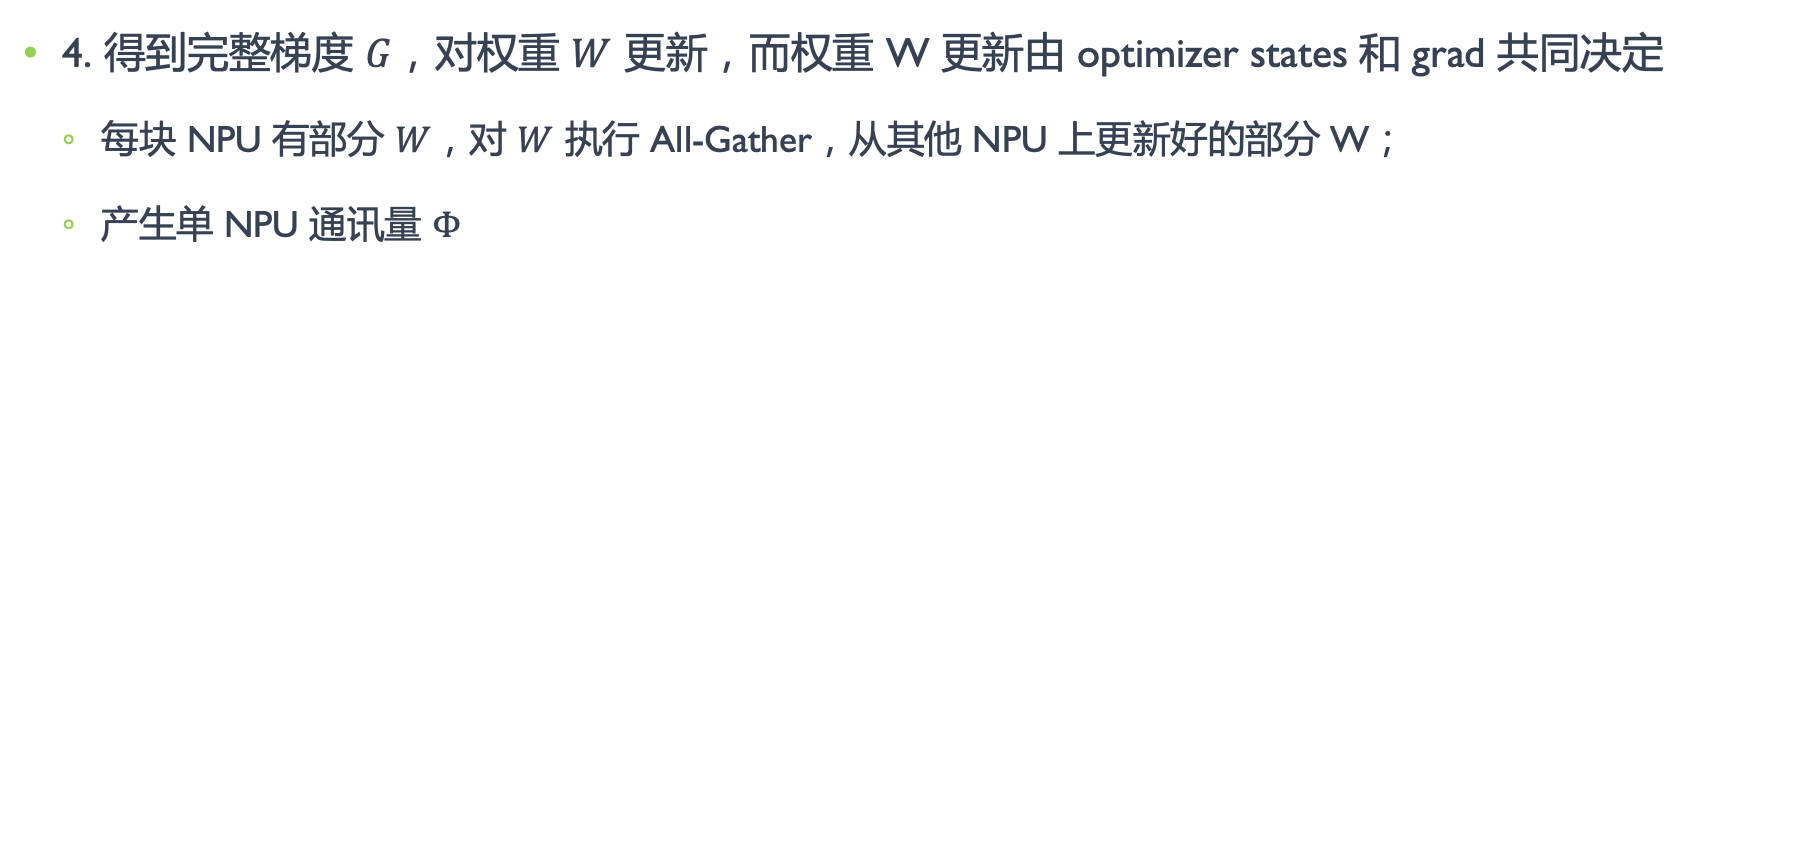 • 4. 得到完整梯度 G，对权重 W 更新，而权重 W 更新由 optimizer states 和 grad 共同决定
◦ 每块 NPU 有部分 W，对 W 执行 All-Gather，从其他 NPU 上更新好的部分 W；
◦ 产生单 NPU 通讯量 Φ